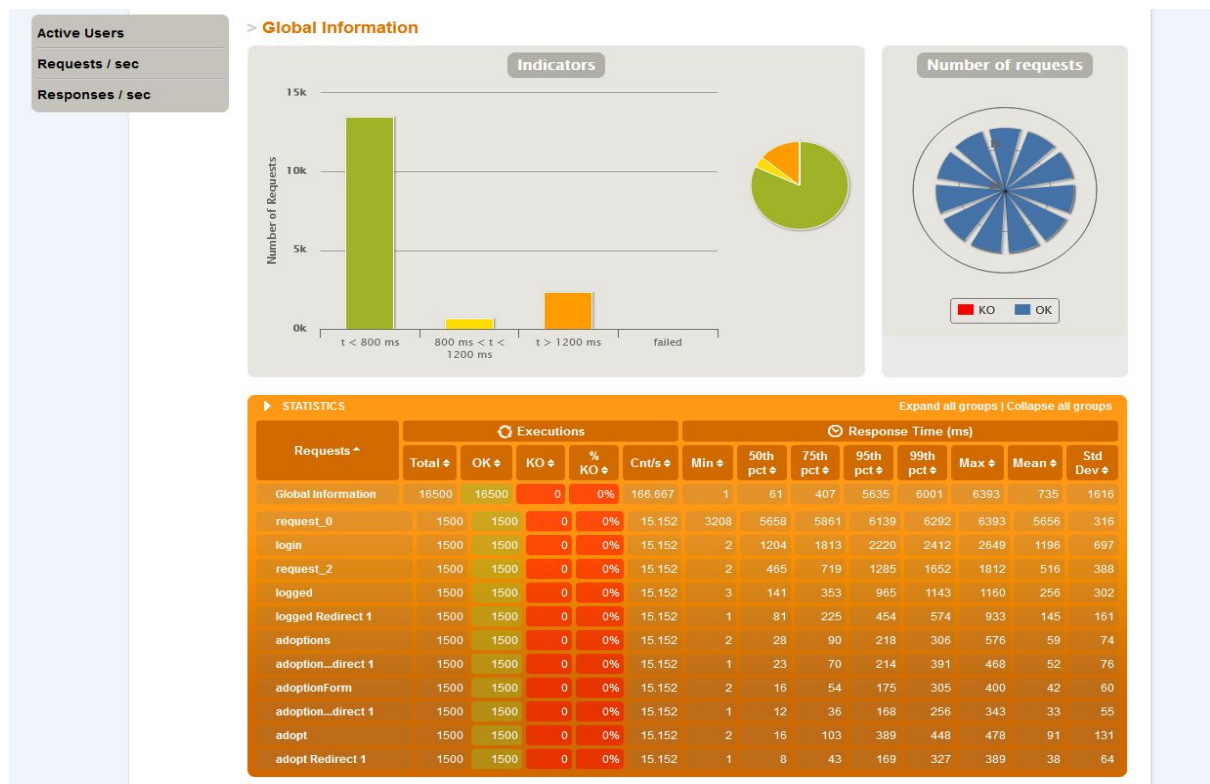 Active Users
Requests / sec
Responses / sec
> Global Information
Indicators
15k
10k
5k
0k
Number of Requests
t < 800 ms
800 ms < t <
1200 ms
t > 1200 ms
failed
Number of requests
KO OK
STATISTICS Expand all groups | Collapse all groups
Requests Executions Response Time (ms)
Total OK KO % KO Cnt/s Min 50th pct 75th pct 95th pct 99th pct Max Mean Std Dev
Global Information 16500 16500 0 0% 166.667 1 61 407 5635 6001 6393 735 1616
request_0 1500 1500 0 0% 15.152 3208 5658 5861 6139 6292 6393 5656 316
login 1500 1500 0 0% 15.152 2 1204 1813 2220 2412 2649 1196 697
request_2 1500 1500 0 0% 15.152 2 465 719 1285 1652 1812 516 388
logged 1500 1500 0 0% 15.152 3 141 353 965 1143 1160 256 302
logged Redirect 1 1500 1500 0 0% 15.152 1 81 225 454 574 933 145 161
adoptions 1500 1500 0 0% 15.152 2 28 90 218 306 576 59 74
adoption...direct 1 1500 1500 0 0% 15.152 1 23 70 214 391 468 52 76
adoptionForm 1500 1500 0 0% 15.152 2 16 54 175 305 400 42 60
adoption...direct 1 1500 1500 0 0% 15.152 1 12 36 168 256 343 33 55
adopt 1500 1500 0 0% 15.152 2 16 103 389 448 478 91 131
adopt Redirect 1 1500 1500 0 0% 15.152 1 8 43 169 327 389 38 64